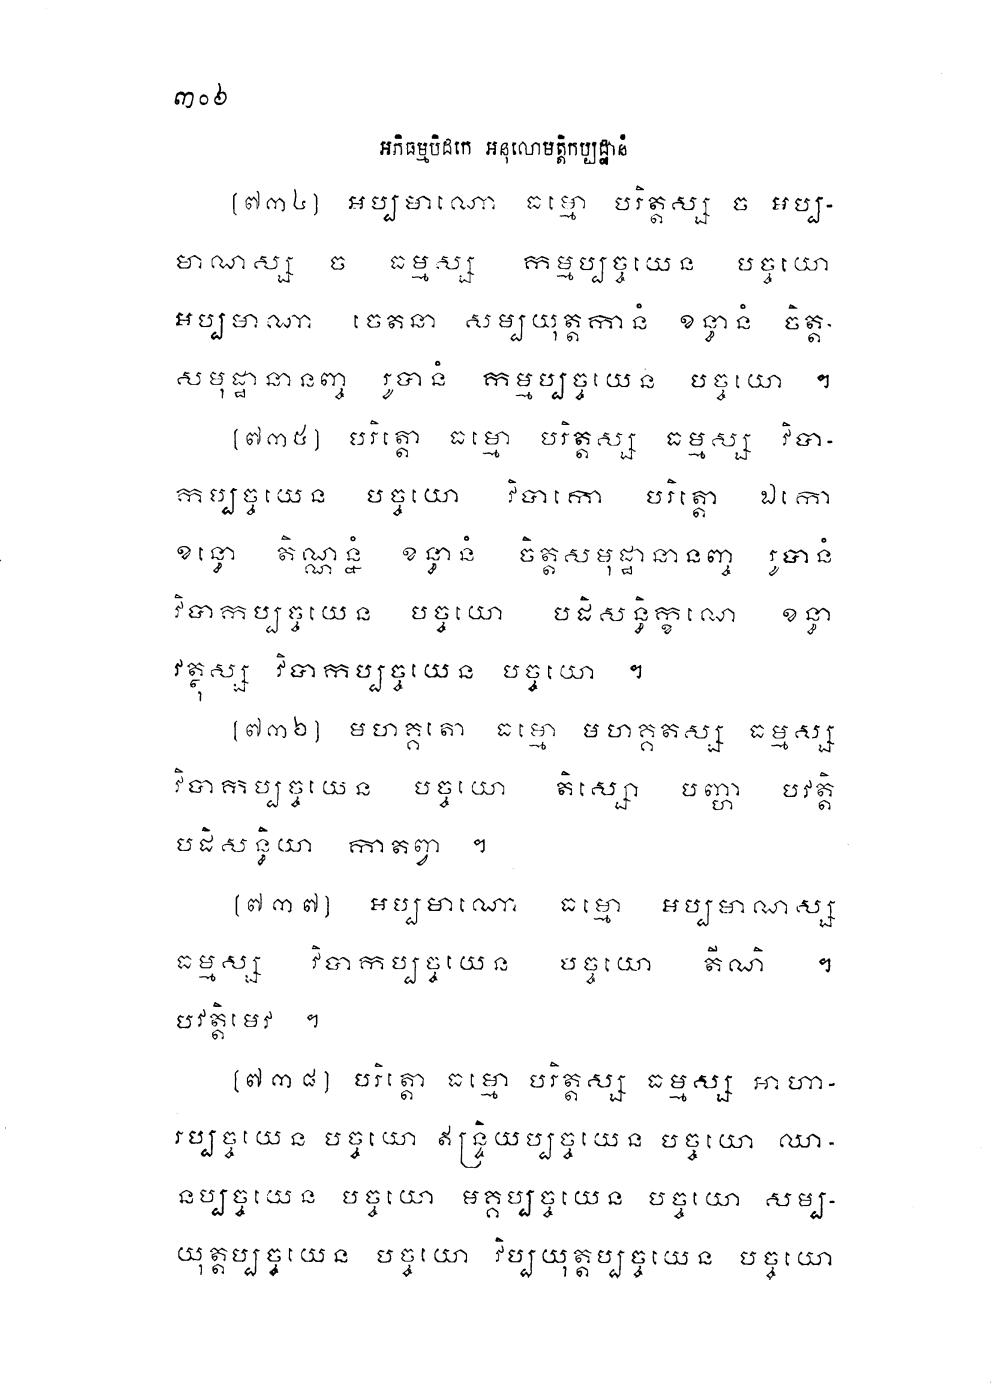 ៣០៦
អភិធម្មបិដកេ អនុលោមត្តិកប្បដ្ឋានំ
(៧៣៤) អប្បមាណោ ធម្មោ បរិត្តស្ស ច អប្ប-
មាណស្ស ច ធម្មស្ស កម្មប្បច្ចយេន បច្ចយោ
អប្បមាណា ចេតនា សម្បយុត្តកានំ ខន្ធានំ ចិត្ត-
សមុដ្ឋានានញ្ច រូបានំ កម្មប្បច្ចយេន បច្ចយោ ។
(៧៣៥) បរិត្តោ ធម្មោ បរិត្តស្ស ធម្មស្ស វិបា-
កប្បច្ចយេន បច្ចយោ វិបាកោ បរិត្តោ ឯកោ
ខន្ធោ តិណ្ណន្នំ ខន្ធានំ ចិត្តសមុដ្ឋានានញ្ច រូបានំ
វិបាកប្បច្ចយេន បច្ចយោ បដិសន្ធិក្ខណេ ខន្ធា
វត្ថុស្ស វិបាកប្បច្ចយេន បច្ចយោ ។
(៧៣៦) មហគ្គតោ ធម្មោ មហគ្គតស្ស ធម្មស្ស
វិបាកប្បច្ចយេន បច្ចយោ តិស្សោ បញ្ហា បវត្តិ
បដិសន្ធិយា កាតព្វា ។
(៧៣៧) អប្បមាណោ ធម្មោ អប្បមាណស្ស
ធម្មស្ស វិបាកប្បច្ចយេន បច្ចយោ តីណិ ។
បវត្តិមេវ ។
(៧៣៨) បរិត្តោ ធម្មោ បរិត្តស្ស ធម្មស្ស អាហា-
រប្បច្ចយេន បច្ចយោ ឥន្ទ្រិយប្បច្ចយេន បច្ចយោ ឈា-
នប្បច្ចយេន បច្ចយោ មគ្គប្បច្ចយេន បច្ចយោ សម្ប-
យុត្តប្បច្ចយេន បច្ចយោ វិប្បយុត្តប្បច្ចយេន បច្ចយោ